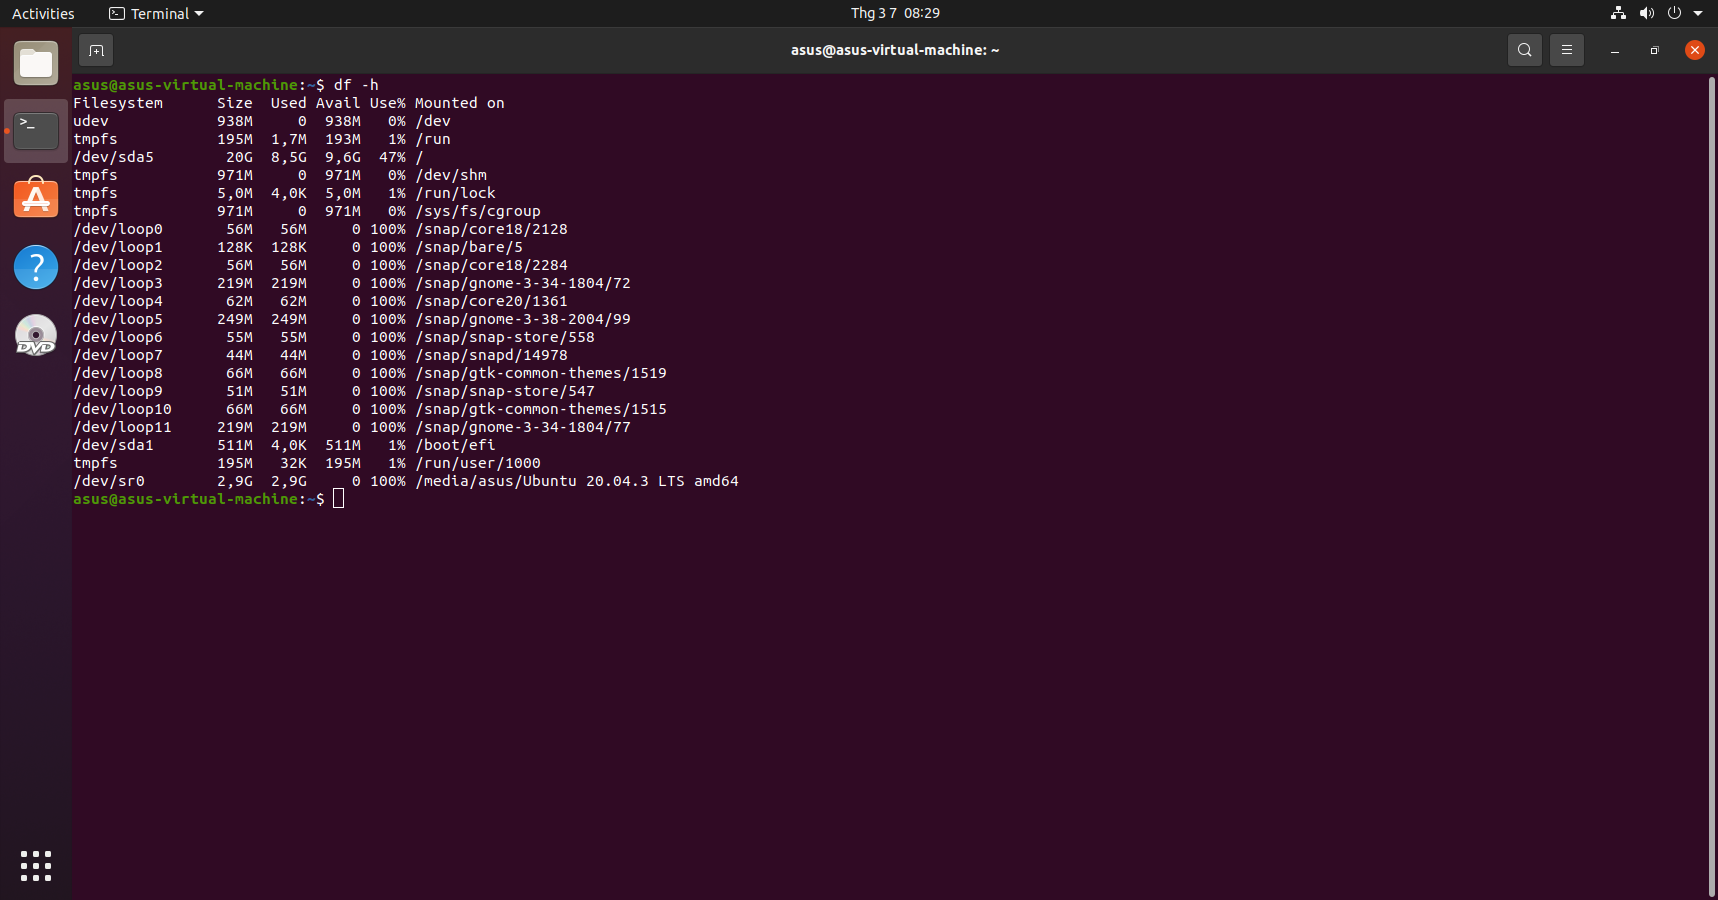 Activities Terminal Thg 3 7 08:29
asus@asus-virtual-machine: ~
asus@asus-virtual-machine:~$ df -h
Filesystem      Size  Used Avail Use% Mounted on
udev            938M     0  938M   0% /dev
tmpfs           195M  1,7M  193M   1% /run
/dev/sda5        20G  8,5G  9,6G  47% /
tmpfs           971M     0  971M   0% /dev/shm
tmpfs           5,0M  4,0K  5,0M   1% /run/lock
tmpfs           971M     0  971M   0% /sys/fs/cgroup
/dev/loop0       56M   56M     0 100% /snap/core18/2128
/dev/loop1      128K  128K     0 100% /snap/bare/5
/dev/loop2       56M   56M     0 100% /snap/core18/2284
/dev/loop3      219M  219M     0 100% /snap/gnome-3-34-1804/72
/dev/loop4       62M   62M     0 100% /snap/core20/1361
/dev/loop5      249M  249M     0 100% /snap/gnome-3-38-2004/99
/dev/loop6       55M   55M     0 100% /snap/snap-store/558
/dev/loop7       44M   44M     0 100% /snap/snapd/14978
/dev/loop8       66M   66M     0 100% /snap/gtk-common-themes/1519
/dev/loop9       51M   51M     0 100% /snap/snap-store/547
/dev/loop10      66M   66M     0 100% /snap/gtk-common-themes/1515
/dev/loop11     219M  219M     0 100% /snap/gnome-3-34-1804/77
/dev/sda1       511M  4,0K  511M   1% /boot/efi
tmpfs           195M   32K  195M   1% /run/user/1000
/dev/sr0        2,9G  2,9G     0 100% /media/asus/Ubuntu 20.04.3 LTS amd64
asus@asus-virtual-machine:~$
DVD